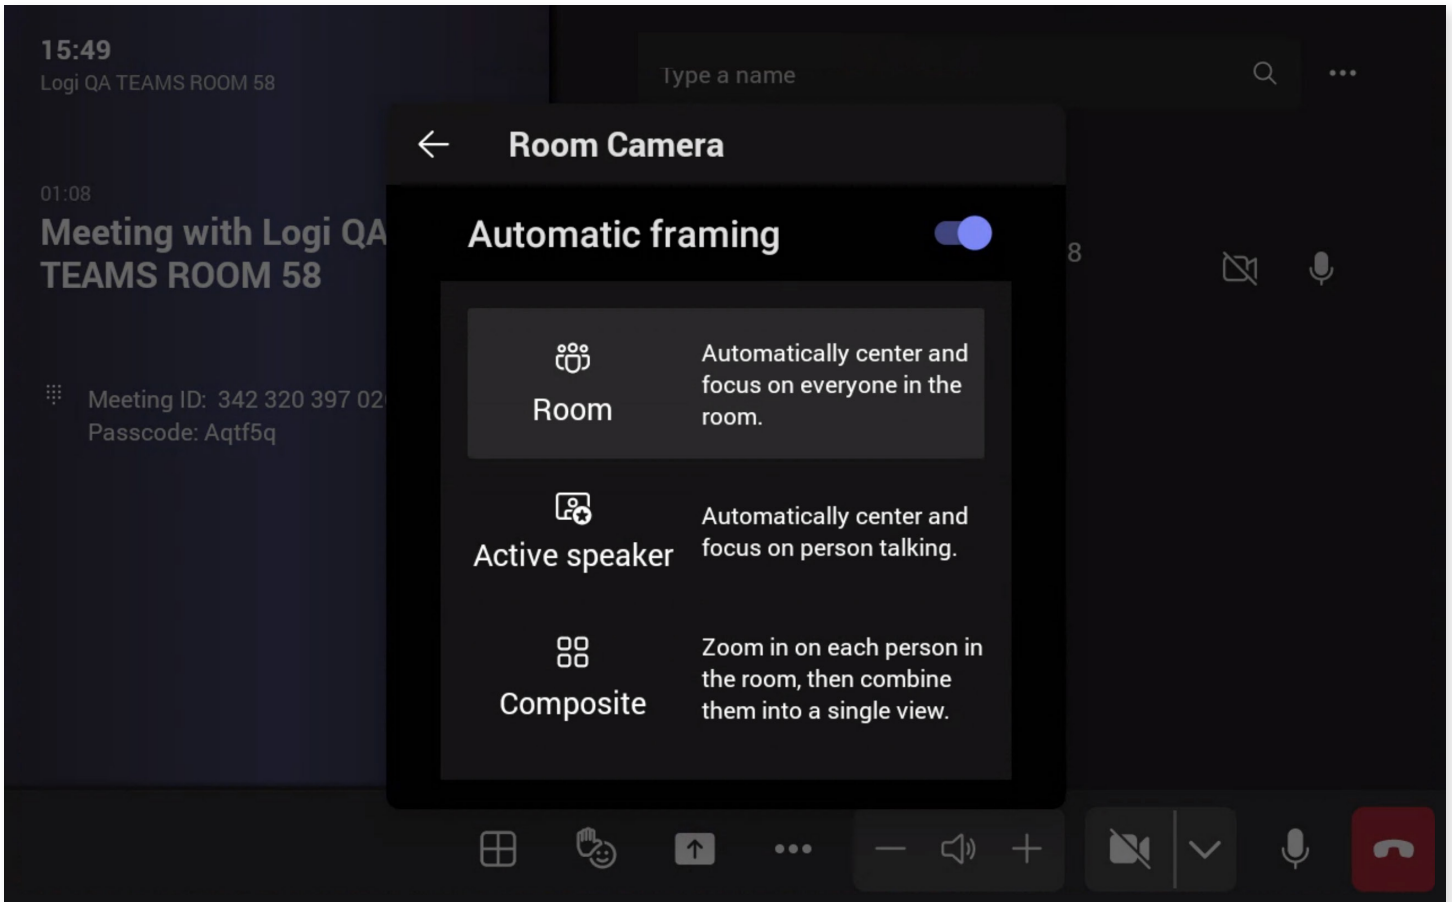 15:49
Logi QA TEAMS ROOM 58
Type a name
Room Camera
01:08
Meeting with Logi QA
TEAMS ROOM 58
Automatic framing
8
Room
Automatically center and
focus on everyone in the
room.
Meeting ID: 342 320 397 02
Passcode: Aqtf5q
Active speaker
Automatically center and
focus on person talking.
Composite
Zoom in on each person in
the room, then combine
them into a single view.